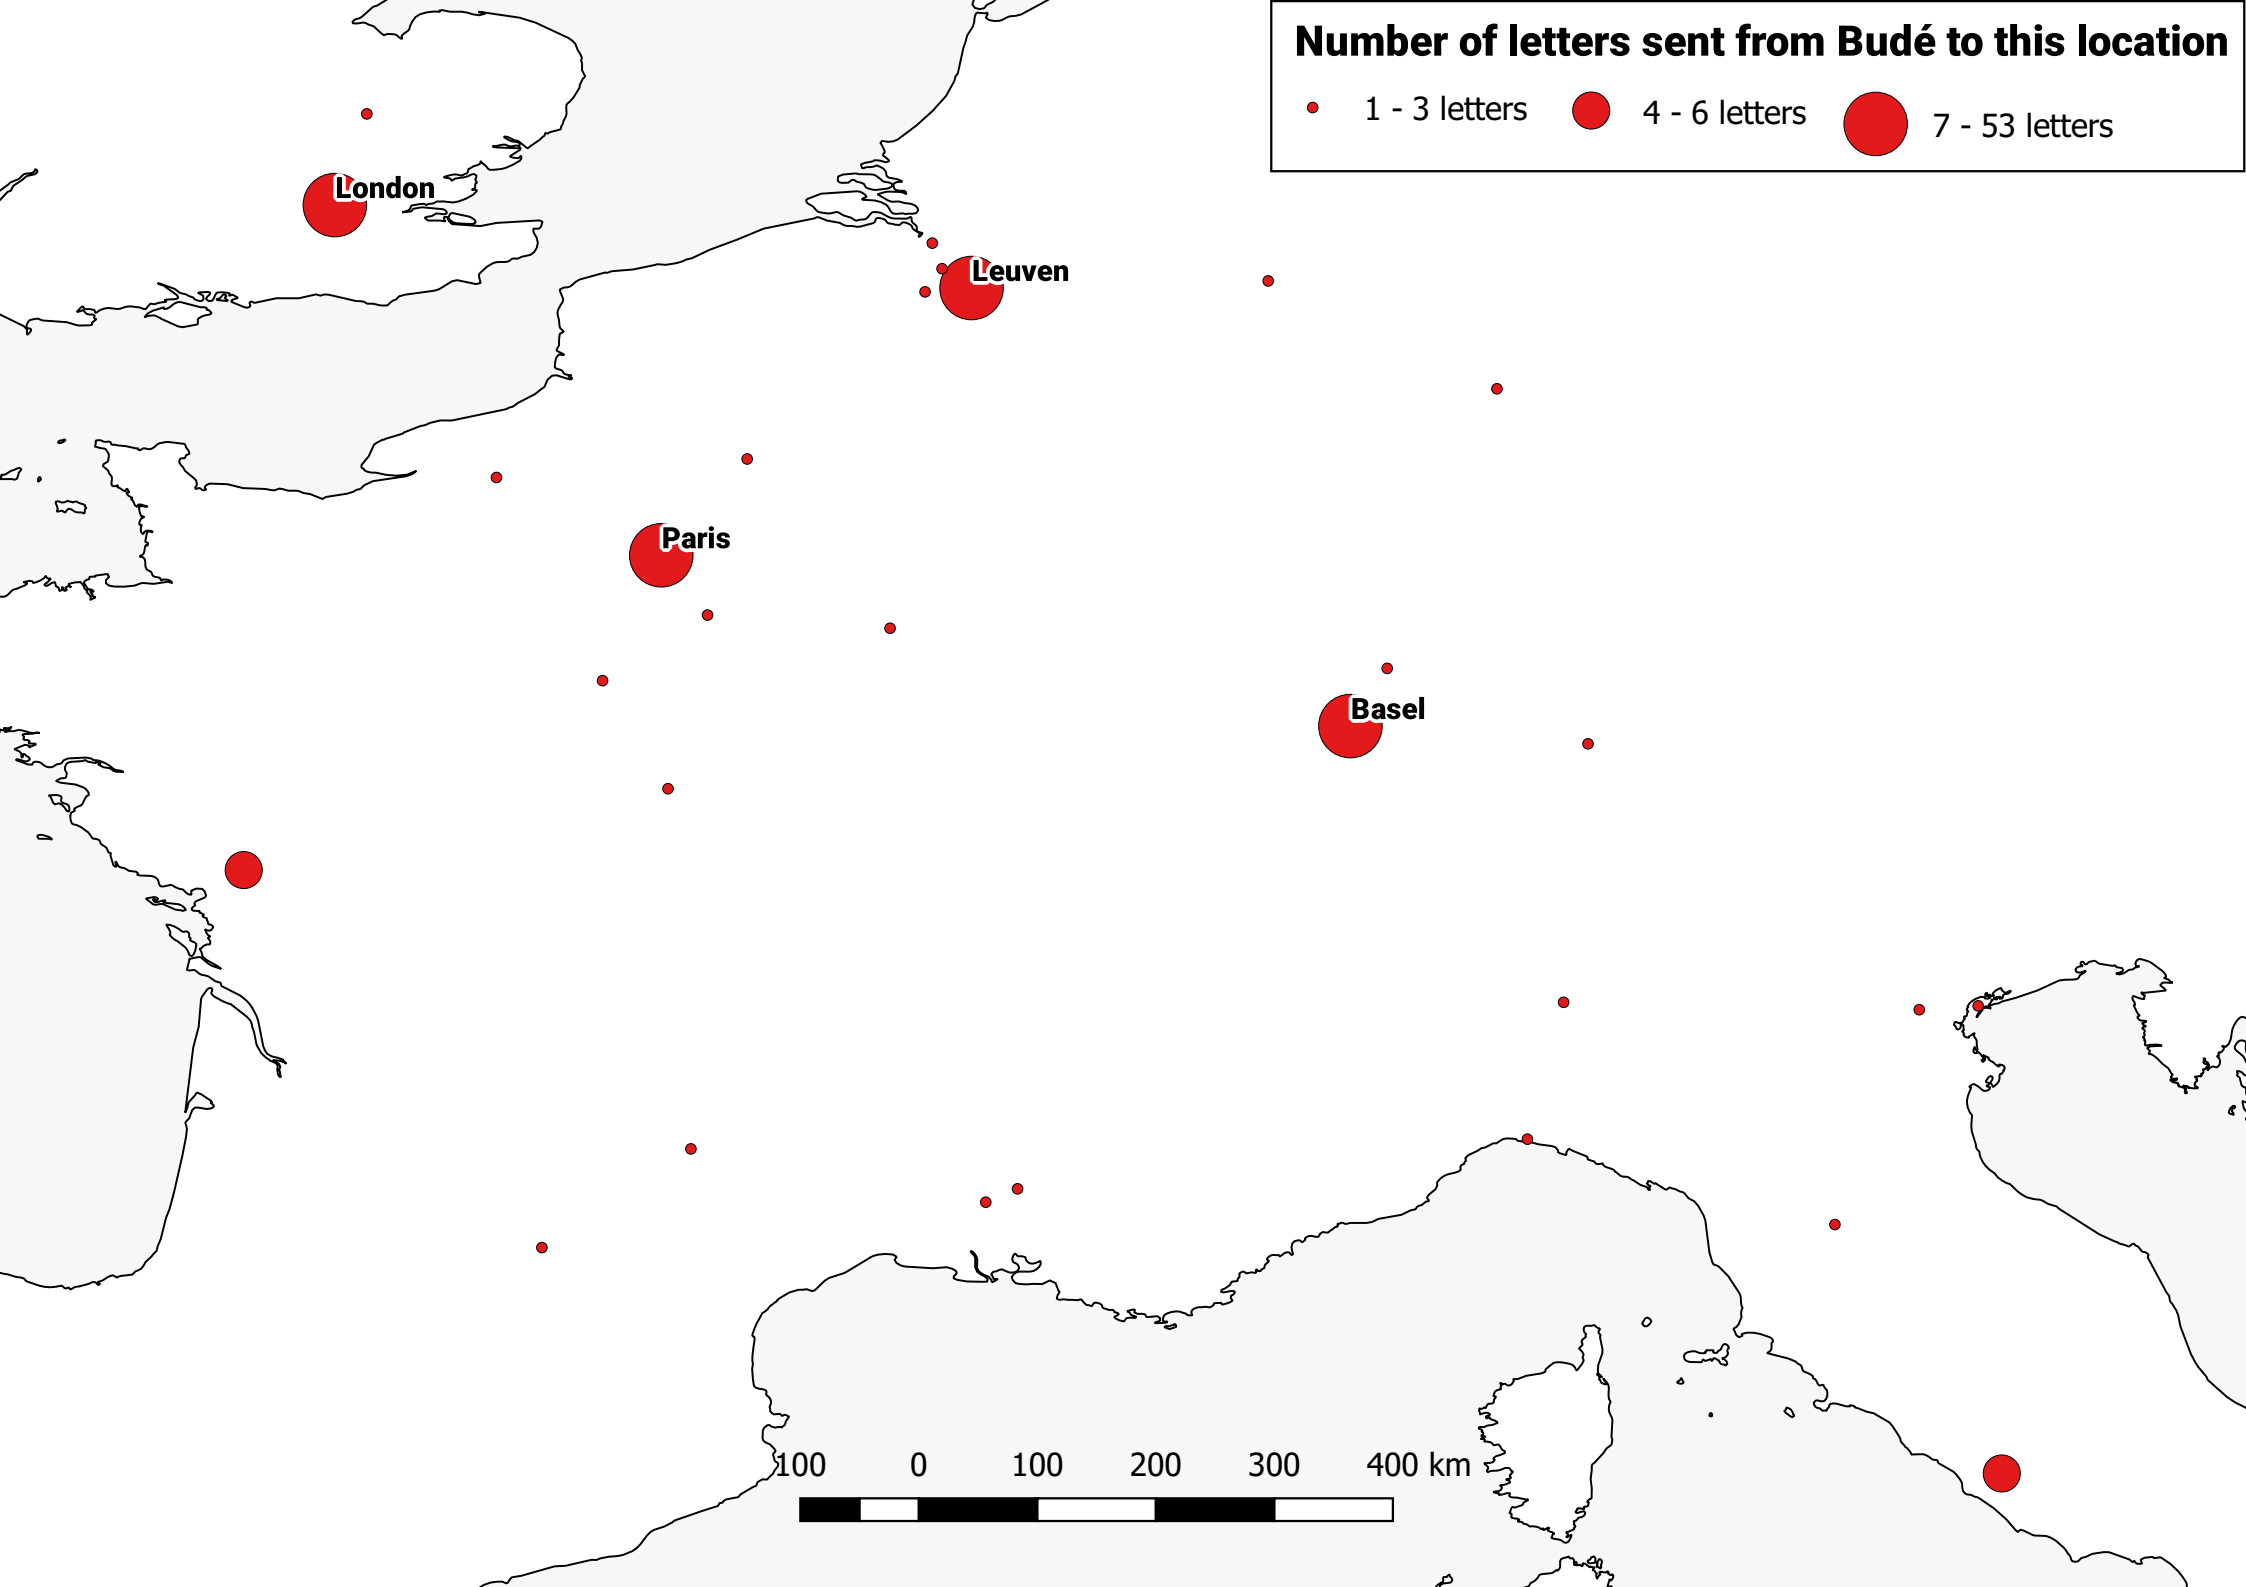 Number of letters sent from Budé to this location
1 - 3 letters 4 - 6 letters 7 - 53 letters
London
Leuven
Paris
Basel
100 0 100 200 300 400 km